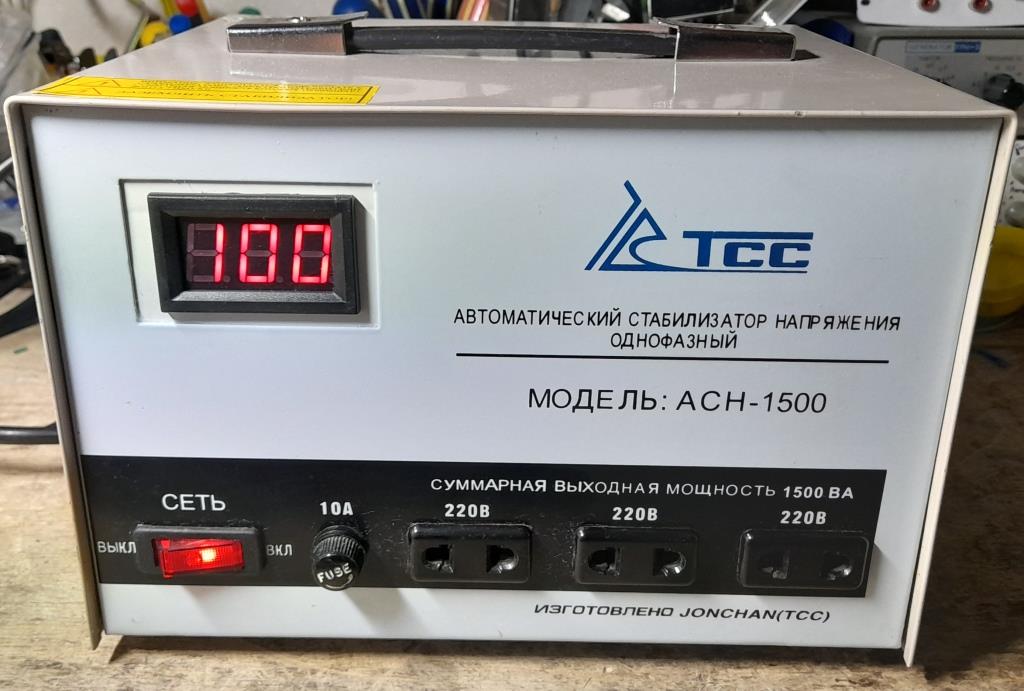 100
ТСС
АВТОМАТИЧЕСКИЙ СТАБИЛИЗАТОР НАПРЯЖЕНИЯ
ОДНОФАЗНЫЙ
МОДЕЛЬ: АСН-1500
СУММАРНАЯ ВЫХОДНАЯ МОЩНОСТЬ 1500 ВА
СЕТЬ
10А
220В
220В
220В
ВЫКЛ
ВКЛ
FUSE
ИЗГОТОВЛЕНО JONCHAN(TCC)